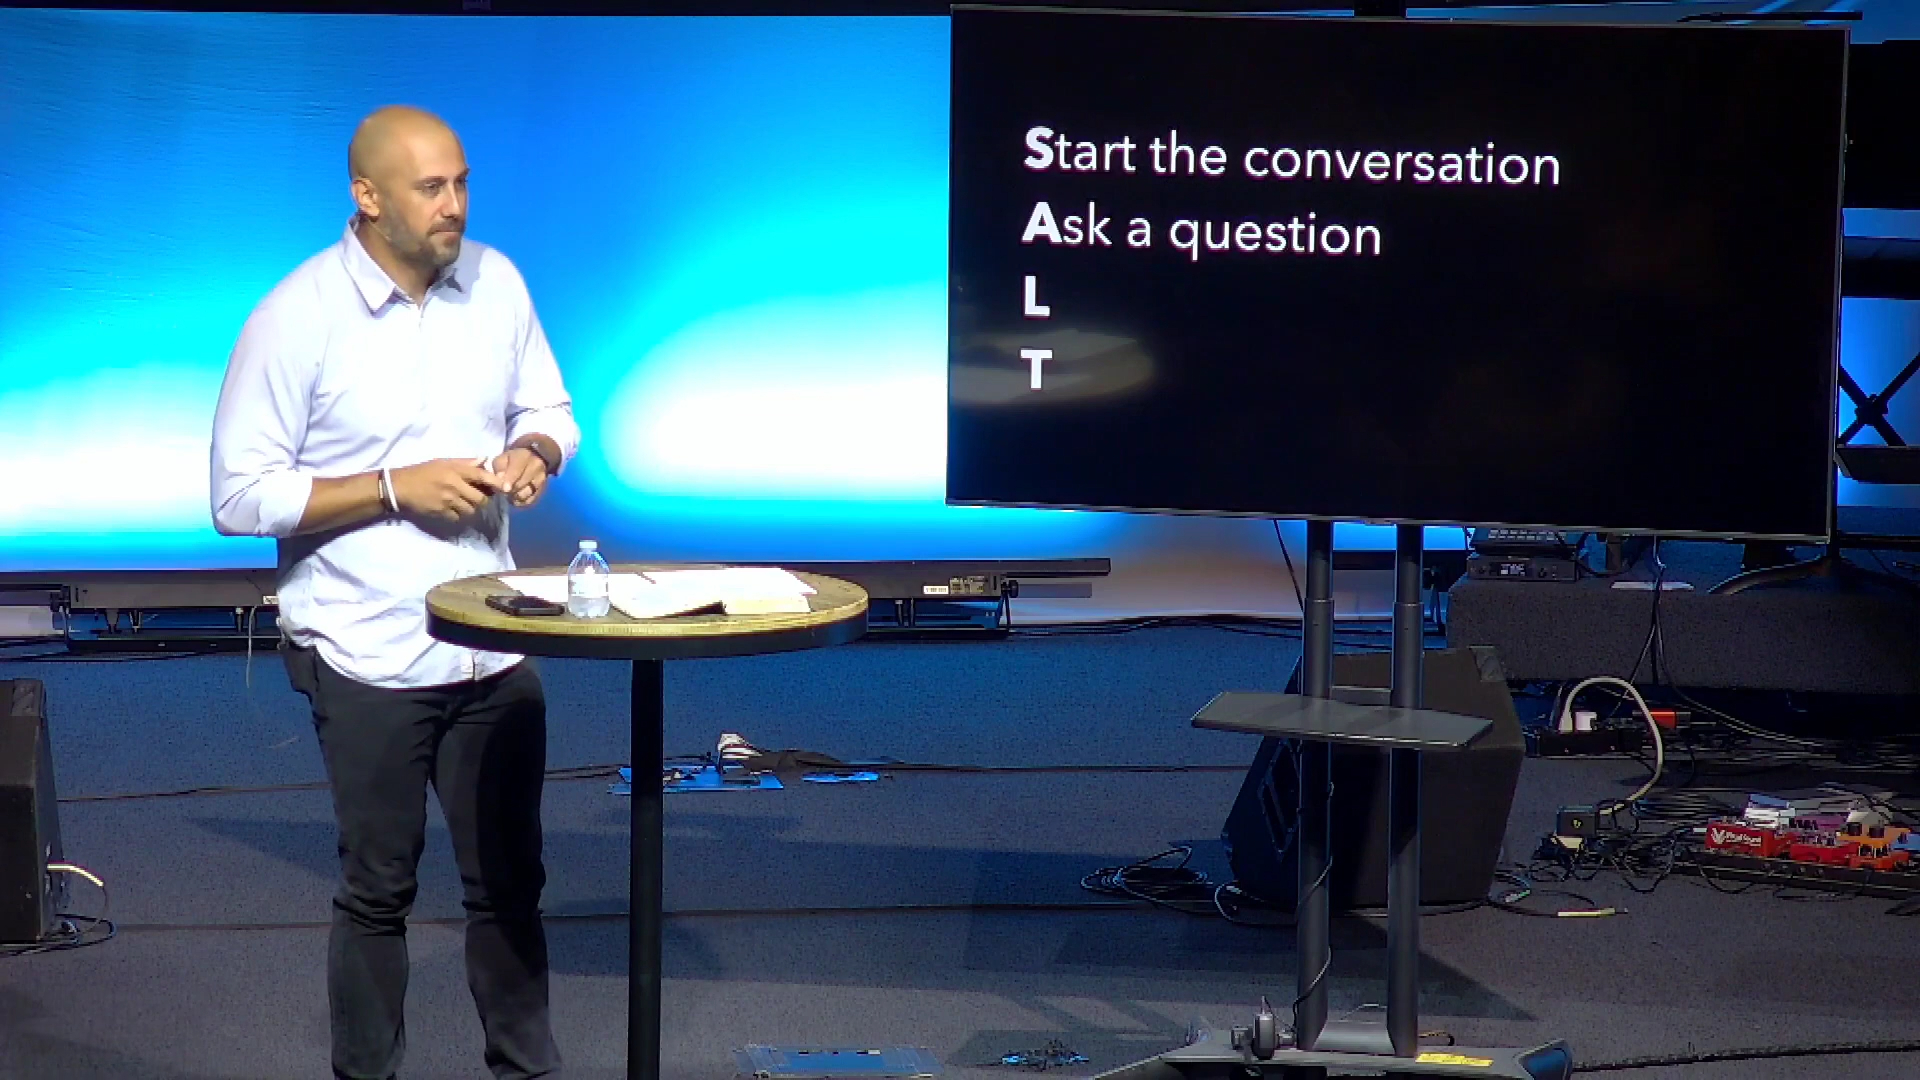 Start the conversation
Ask a question
L
T